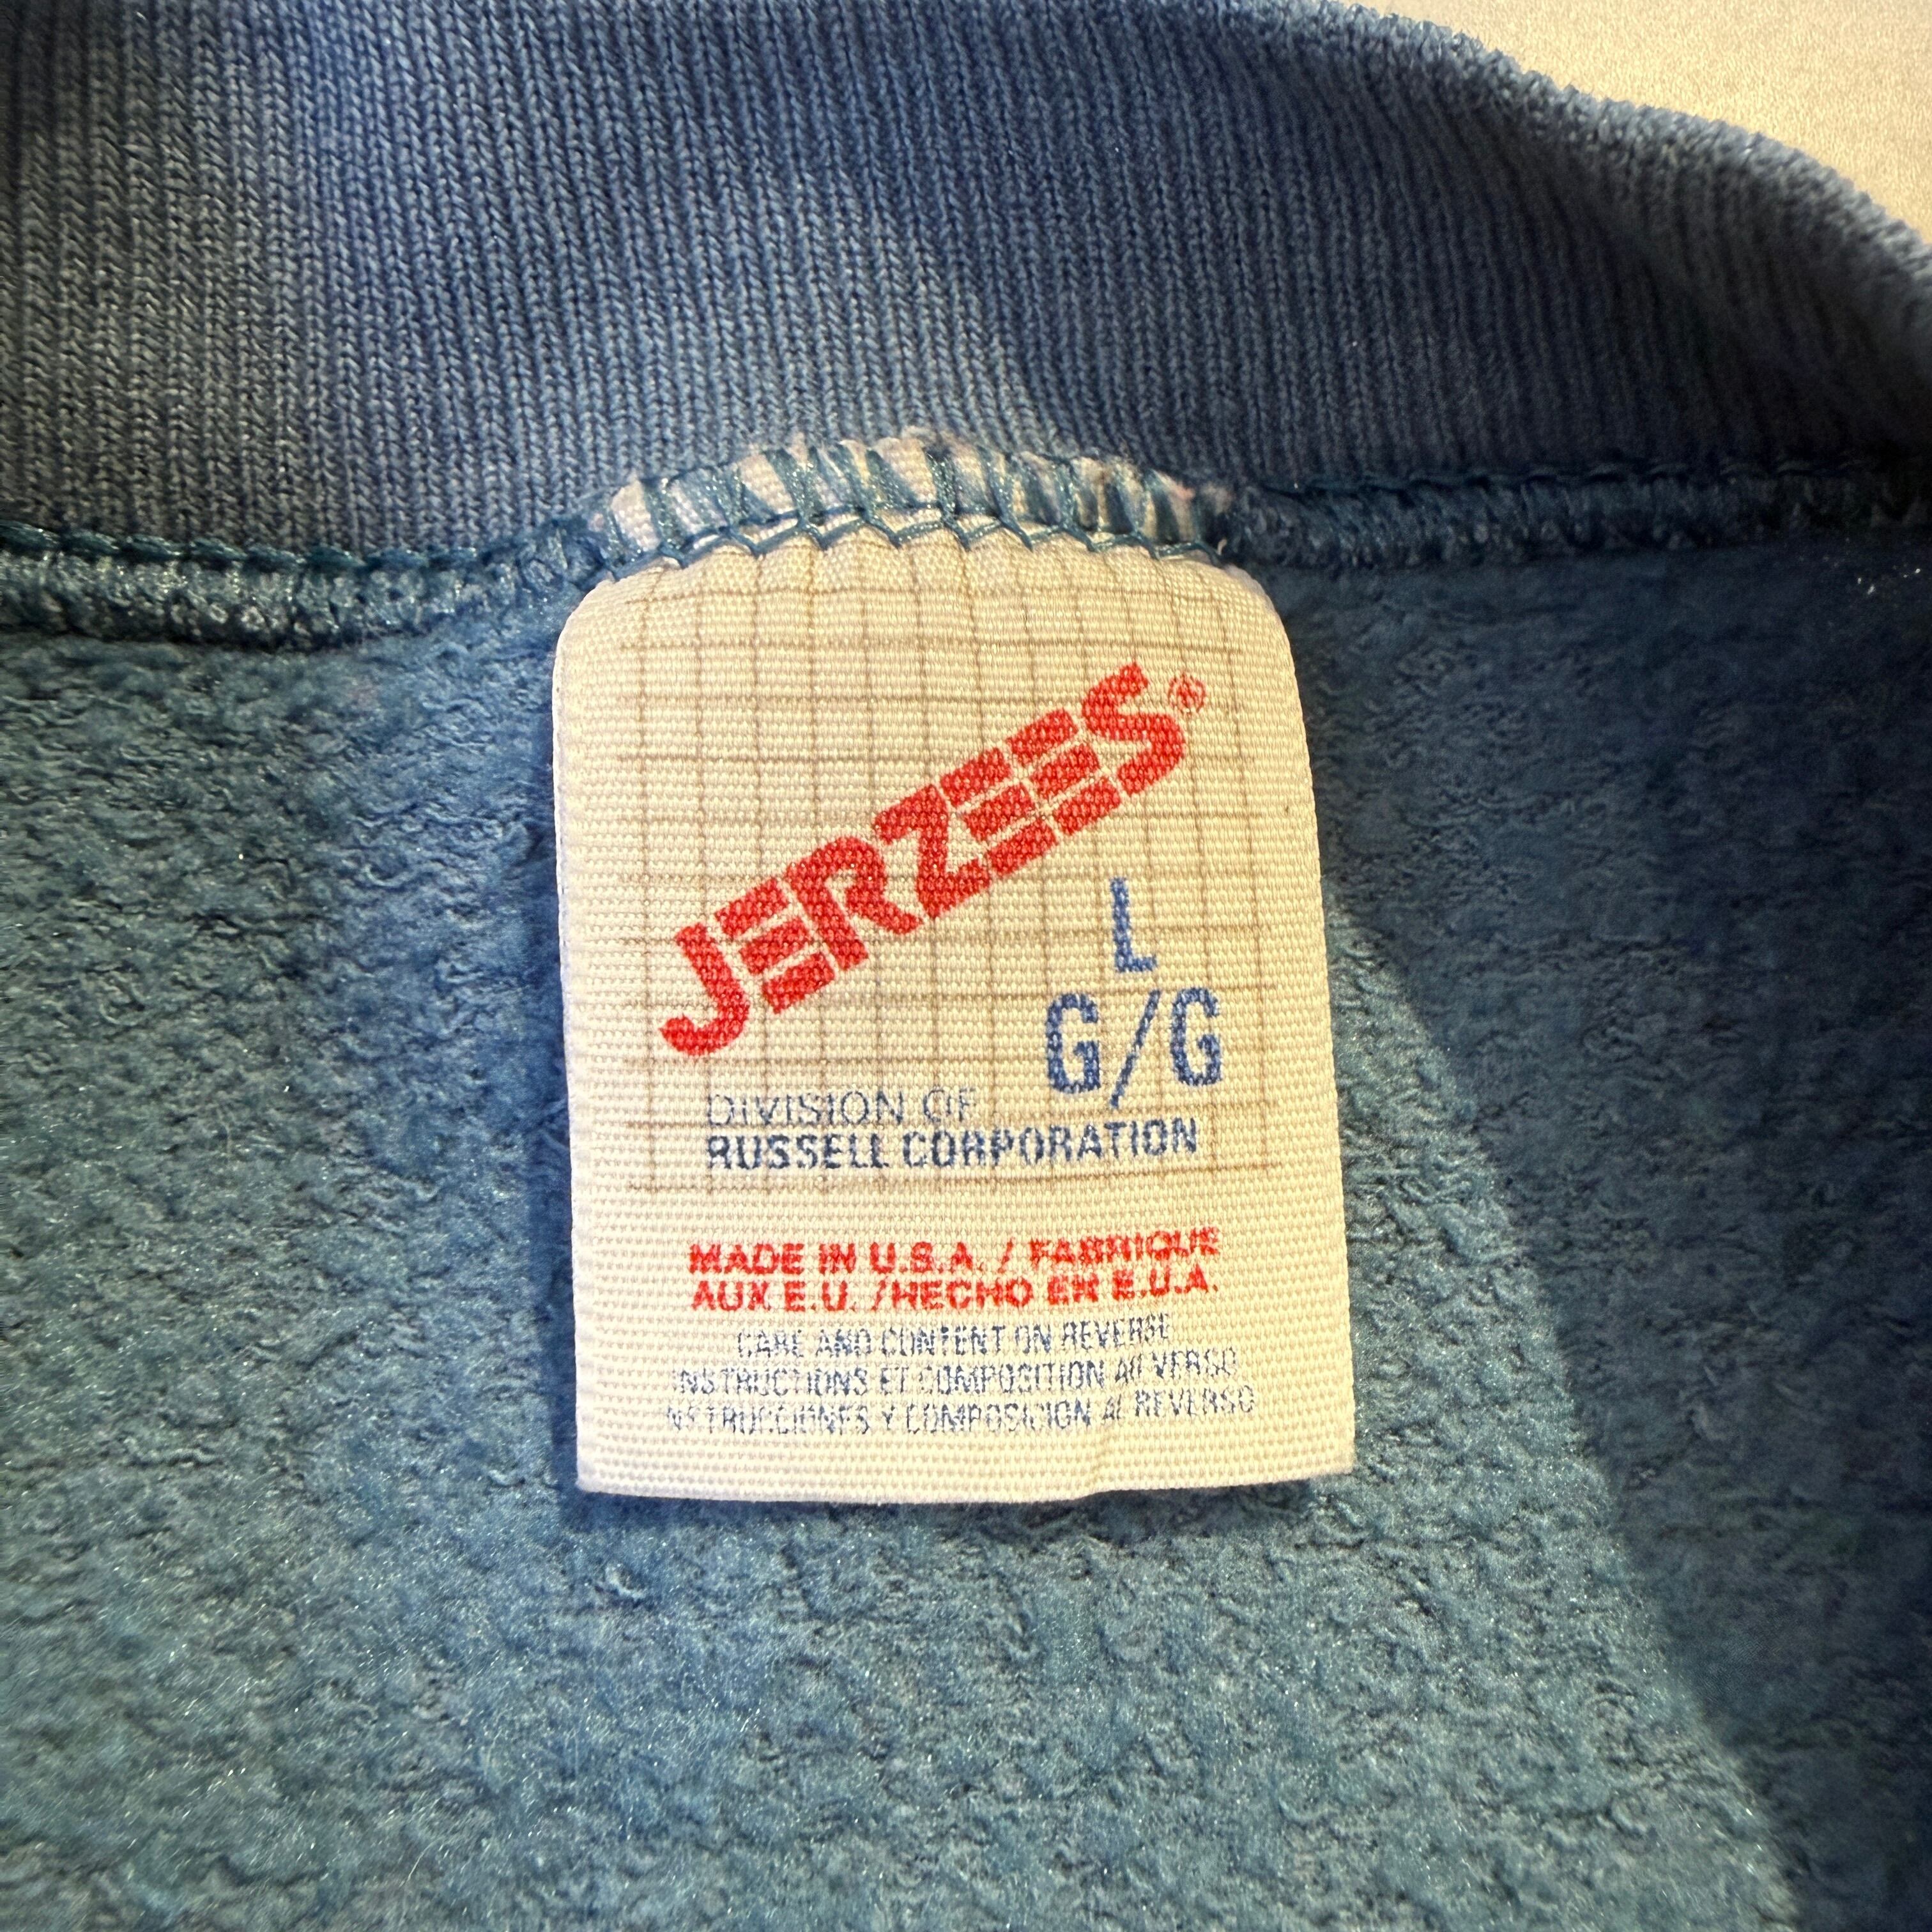 JERZEES®
L
G/G
DIVISION OF
RUSSELL CORPORATION
MADE IN U.S.A. / FABRIQUE
AUX E.U. /HECHO EN E.U.A.
CARE AND CONTENT ON REVERSE
INSTRUCTIONS ET COMPOSITION AU VERSO
INSTRUCCIONES Y COMPOSICION AL REVERSO